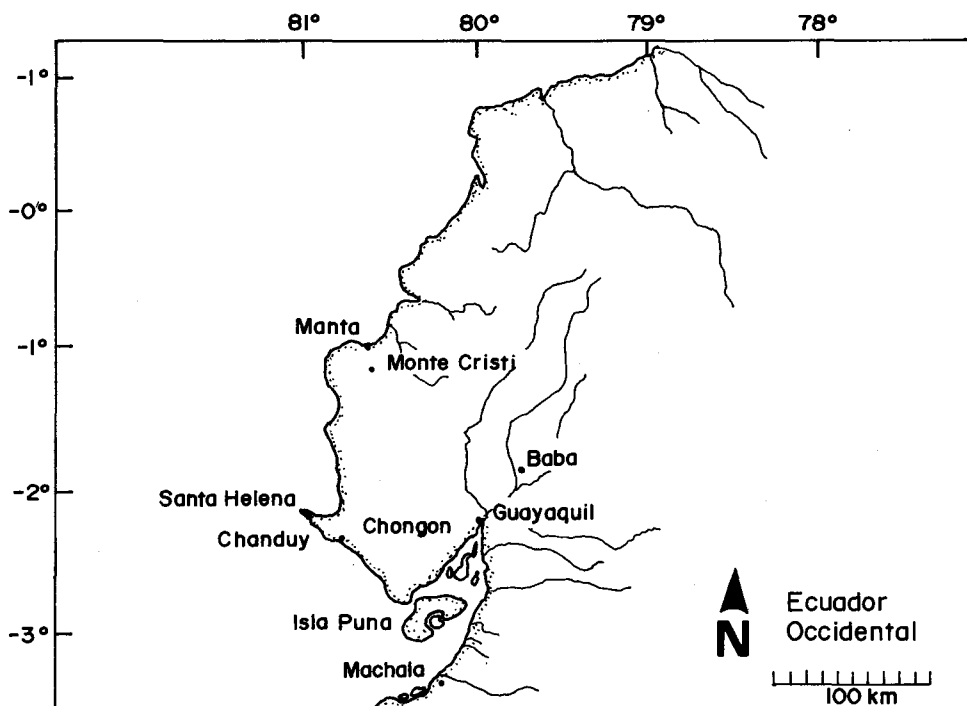 81° 80° 79° 78°
-1°
-0°
-1°
-2°
-3°
Manta
Monte Cristi
Baba
Santa Helena
Guayaquil
Chongon
Chanduy
Isla Puna
Machala
N
Ecuador
Occidental
100 km